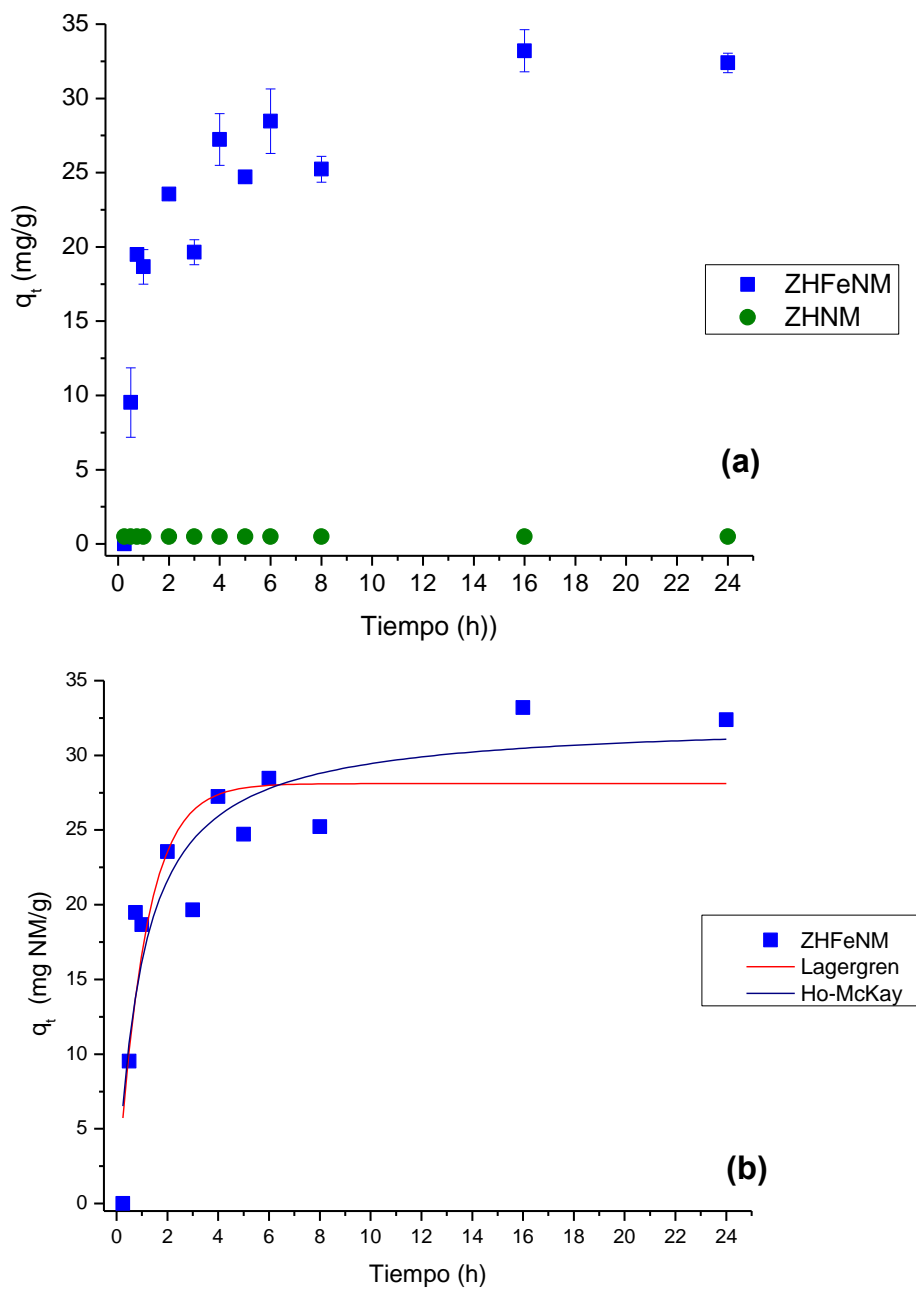 35
30
25
20
15
10
5
0
q_t (mg/g)
ZHFeNM
ZHNM
(a)
0 2 4 6 8 10 12 14 16 18 20 22 24
Tiempo (h))
35
30
25
20
15
10
5
0
q_t (mg NM/g)
ZHFeNM
Lagergren
Ho-McKay
(b)
0 2 4 6 8 10 12 14 16 18 20 22 24
Tiempo (h)